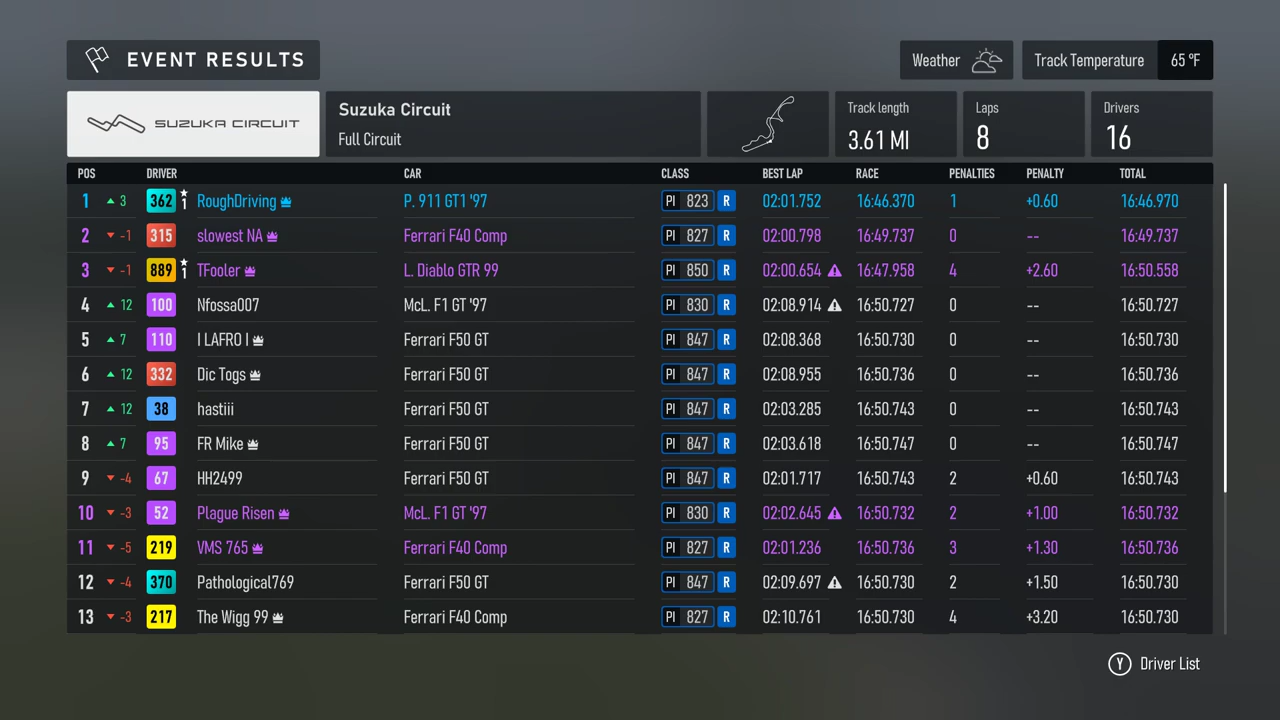 EVENT RESULTS
Weather
Track Temperature 65 °F
SUZUKA CIRCUIT
Suzuka Circuit
Full Circuit
Track length
3.61 MI
Laps
8
Drivers
16
POS DRIVER CAR CLASS BEST LAP RACE PENALTIES PENALTY TOTAL
1 3 362 1 RoughDriving P. 911 GT1 '97 PI 823 R 02:01.752 16:46.370 1 +0.60 16:46.970
2 -1 315 slowest NA Ferrari F40 Comp PI 827 R 02:00.798 16:49.737 0 -- 16:49.737
3 -1 889 1 TFooler L. Diablo GTR 99 PI 850 R 02:00.654 16:47.958 4 +2.60 16:50.558
4 12 100 Nfossa007 McL. F1 GT '97 PI 830 R 02:08.914 16:50.727 0 -- 16:50.727
5 7 110 I LAFRO I Ferrari F50 GT PI 847 R 02:08.368 16:50.730 0 -- 16:50.730
6 12 332 Dic Togs Ferrari F50 GT PI 847 R 02:08.955 16:50.736 0 -- 16:50.736
7 12 38 hastiii Ferrari F50 GT PI 847 R 02:03.285 16:50.743 0 -- 16:50.743
8 7 95 FR Mike Ferrari F50 GT PI 847 R 02:03.618 16:50.747 0 -- 16:50.747
9 -4 67 HH2499 Ferrari F50 GT PI 847 R 02:01.717 16:50.743 2 +0.60 16:50.743
10 -3 52 Plague Risen McL. F1 GT '97 PI 830 R 02:02.645 16:50.732 2 +1.00 16:50.732
11 -5 219 VMS 765 Ferrari F40 Comp PI 827 R 02:01.236 16:50.736 3 +1.30 16:50.736
12 -4 370 Pathological769 Ferrari F50 GT PI 847 R 02:09.697 16:50.730 2 +1.50 16:50.730
13 -3 217 The Wigg 99 Ferrari F40 Comp PI 827 R 02:10.761 16:50.730 4 +3.20 16:50.730
Y Driver List